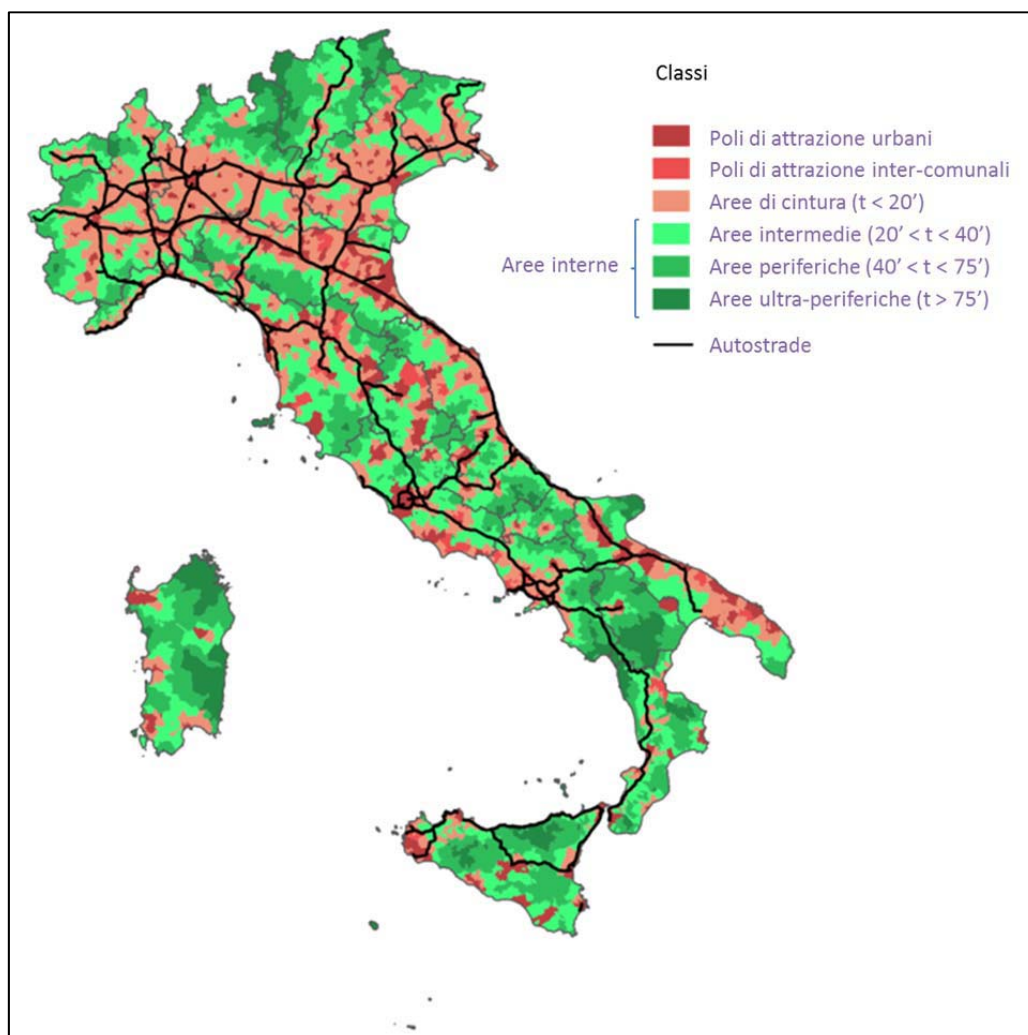 Classi
Poli di attrazione urbani
Poli di attrazione inter-comunali
Aree di cintura (t < 20’)
Aree interne
Aree intermedie (20’ < t < 40’)
Aree periferiche (40’ < t < 75’)
Aree ultra-periferiche (t > 75’)
Autostrade